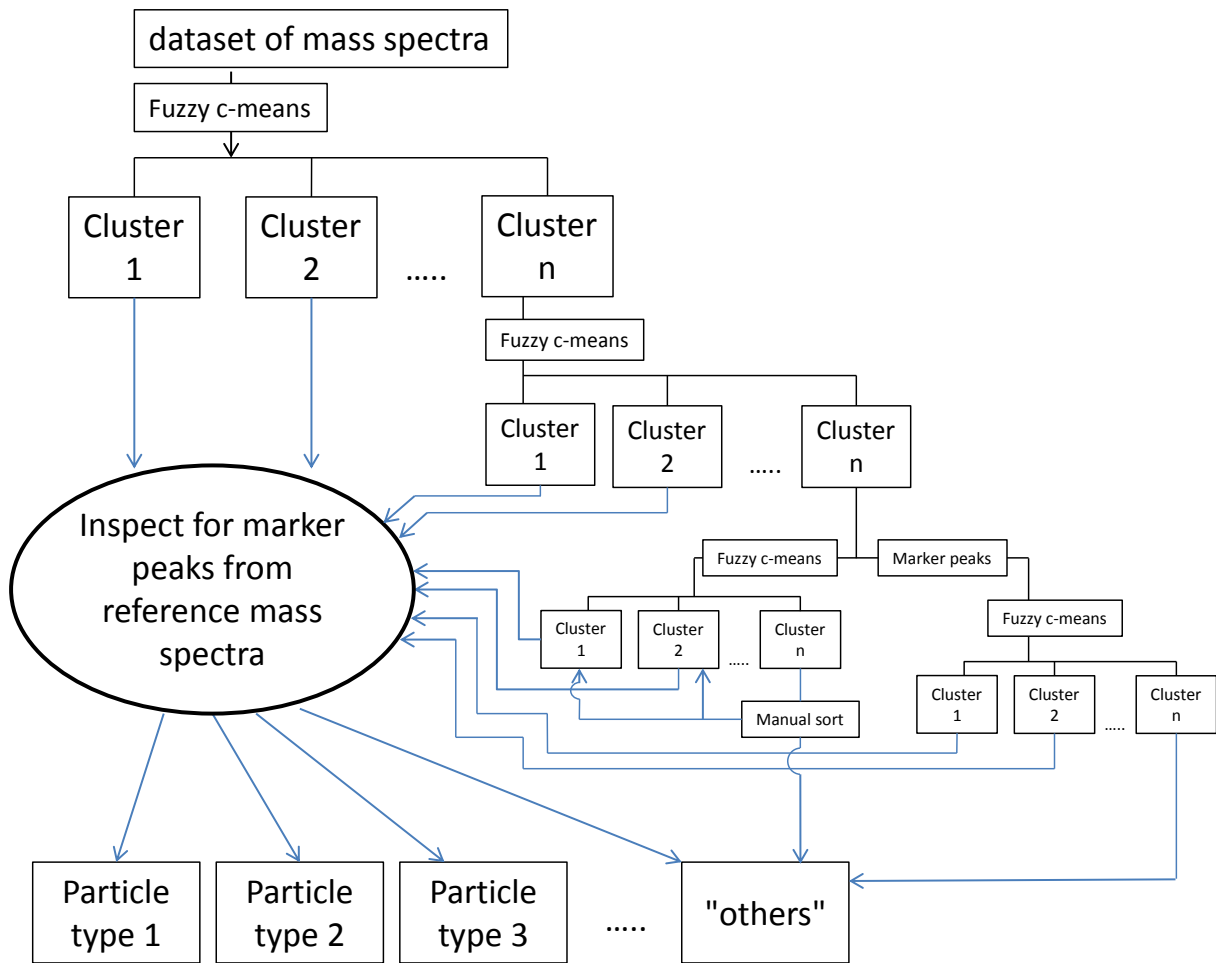 dataset of mass spectra
Fuzzy c-means
Cluster
1
Cluster
2
.....
Cluster
n
Fuzzy c-means
Cluster
1
Cluster
2
.....
Cluster
n
Inspect for marker
peaks from
reference mass
spectra
Fuzzy c-means
Marker peaks
Cluster
1
Cluster
2
.....
Cluster
n
Manual sort
Fuzzy c-means
Cluster
1
Cluster
2
.....
Cluster
n
Particle
type 1
Particle
type 2
Particle
type 3
.....
"others"